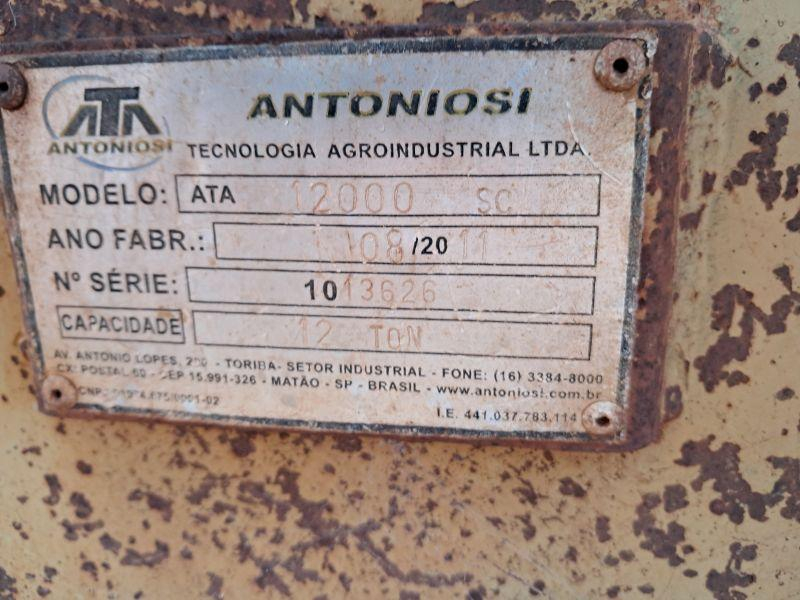 ATA
ANTONIOSI
ANTONIOSI
TECNOLOGIA AGROINDUSTRIAL LTDA.
MODELO: ATA 12000 SC
ANO FABR.: 08/2011
Nº SÉRIE: 1013626
CAPACIDADE 12 TON
AV. ANTONIO LOPES, - TORIBA- SETOR INDUSTRIAL - FONE: (16) 3384-8000
CX. POSTAL 60 - CEP 15.991-326 - MATÃO - SP - BRASIL - www.antoniosi.com.br
I.E. 441.037.783.114